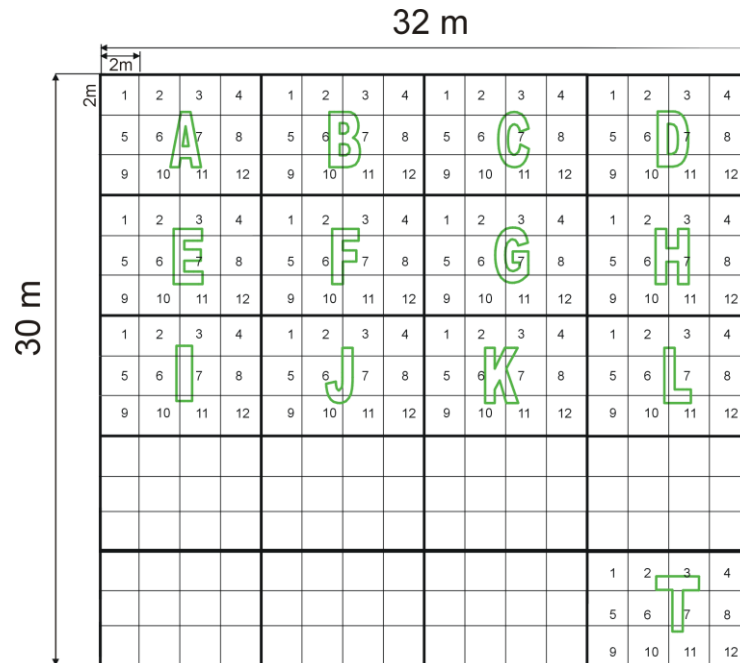 32 m
2m
2m
30 m
1 2 3 4 1 2 3 4 1 2 3 4 1 2 3 4
A B C D
5 6 7 8 5 6 7 8 5 6 7 8 5 6 7 8
9 10 11 12 9 10 11 12 9 10 11 12 9 10 11 12
1 2 3 4 1 2 3 4 1 2 3 4 1 2 3 4
E F G H
5 6 7 8 5 6 7 8 5 6 7 8 5 6 7 8
9 10 11 12 9 10 11 12 9 10 11 12 9 10 11 12
1 2 3 4 1 2 3 4 1 2 3 4 1 2 3 4
I J K L
5 6 7 8 5 6 7 8 5 6 7 8 5 6 7 8
9 10 11 12 9 10 11 12 9 10 11 12 9 10 11 12
1 2 3 4
T
5 6 7 8
9 10 11 12